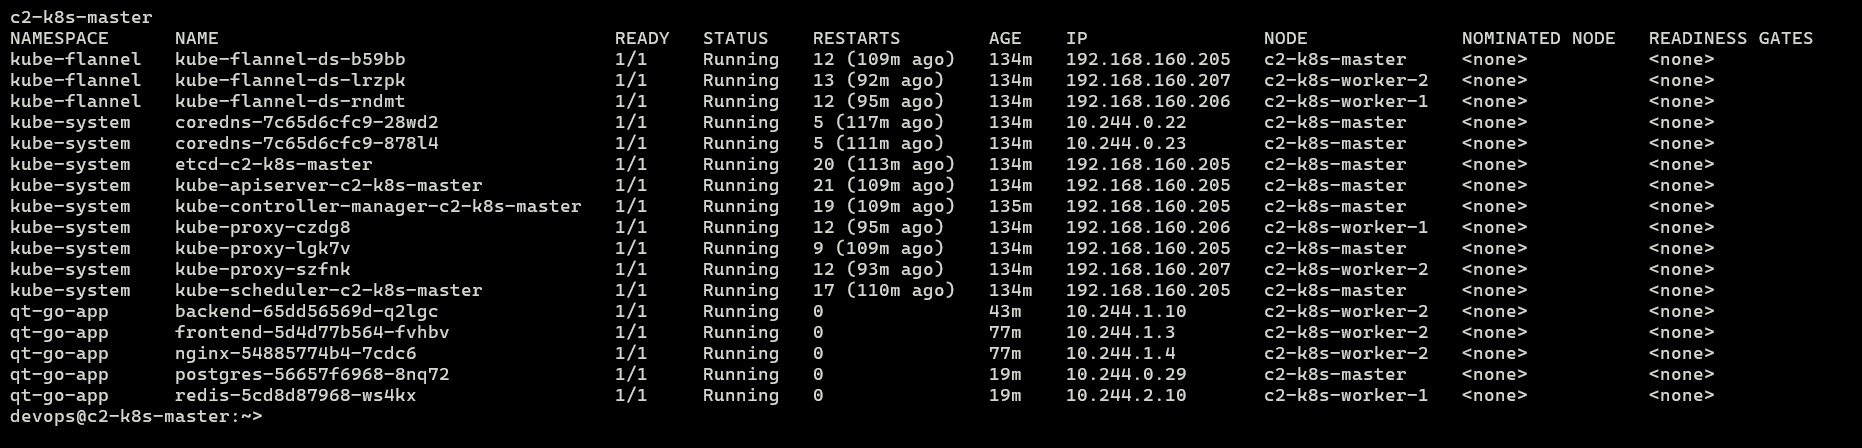 c2-k8s-master
NAMESPACE      NAME                                    READY   STATUS    RESTARTS        AGE    IP                NODE              NOMINATED NODE   READINESS GATES
kube-flannel   kube-flannel-ds-b59bb                   1/1     Running   12 (109m ago)   134m   192.168.160.205   c2-k8s-master     <none>           <none>
kube-flannel   kube-flannel-ds-lrzpk                   1/1     Running   13 (92m ago)    134m   192.168.160.207   c2-k8s-worker-2   <none>           <none>
kube-flannel   kube-flannel-ds-rndmt                   1/1     Running   12 (95m ago)    134m   192.168.160.206   c2-k8s-worker-1   <none>           <none>
kube-system    coredns-7c65d6cfc9-28wd2                1/1     Running   5 (117m ago)    134m   10.244.0.22       c2-k8s-master     <none>           <none>
kube-system    coredns-7c65d6cfc9-878l4                1/1     Running   5 (111m ago)    134m   10.244.0.23       c2-k8s-master     <none>           <none>
kube-system    etcd-c2-k8s-master                      1/1     Running   20 (113m ago)   134m   192.168.160.205   c2-k8s-master     <none>           <none>
kube-system    kube-apiserver-c2-k8s-master            1/1     Running   21 (109m ago)   134m   192.168.160.205   c2-k8s-master     <none>           <none>
kube-system    kube-controller-manager-c2-k8s-master   1/1     Running   19 (109m ago)   135m   192.168.160.205   c2-k8s-master     <none>           <none>
kube-system    kube-proxy-czdg8                        1/1     Running   12 (95m ago)    134m   192.168.160.206   c2-k8s-worker-1   <none>           <none>
kube-system    kube-proxy-lgk7v                        1/1     Running   9 (109m ago)    134m   192.168.160.205   c2-k8s-master     <none>           <none>
kube-system    kube-proxy-szfnk                        1/1     Running   12 (93m ago)    134m   192.168.160.207   c2-k8s-worker-2   <none>           <none>
kube-system    kube-scheduler-c2-k8s-master            1/1     Running   17 (110m ago)   134m   192.168.160.205   c2-k8s-master     <none>           <none>
qt-go-app      backend-65dd56569d-q2lgc                1/1     Running   0               43m    10.244.1.10       c2-k8s-worker-2   <none>           <none>
qt-go-app      frontend-5d4d77b564-fvhbv               1/1     Running   0               77m    10.244.1.3        c2-k8s-worker-2   <none>           <none>
qt-go-app      nginx-54885774b4-7cdc6                  1/1     Running   0               77m    10.244.1.4        c2-k8s-worker-2   <none>           <none>
qt-go-app      postgres-56657f6968-8nq72               1/1     Running   0               19m    10.244.0.29       c2-k8s-master     <none>           <none>
qt-go-app      redis-5cd8d87968-ws4kx                  1/1     Running   0               19m    10.244.2.10       c2-k8s-worker-1   <none>           <none>
devops@c2-k8s-master:~>